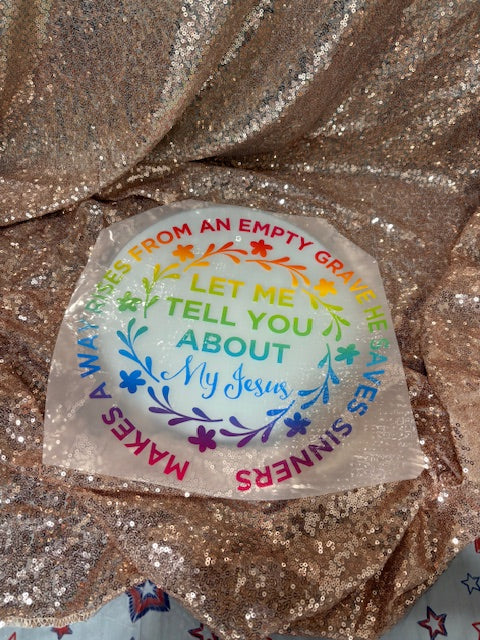 MAKES A WAY RISES FROM AN EMPTY GRAVE HE SAVES SINNERS
LET ME
TELL YOU
ABOUT
My Jesus